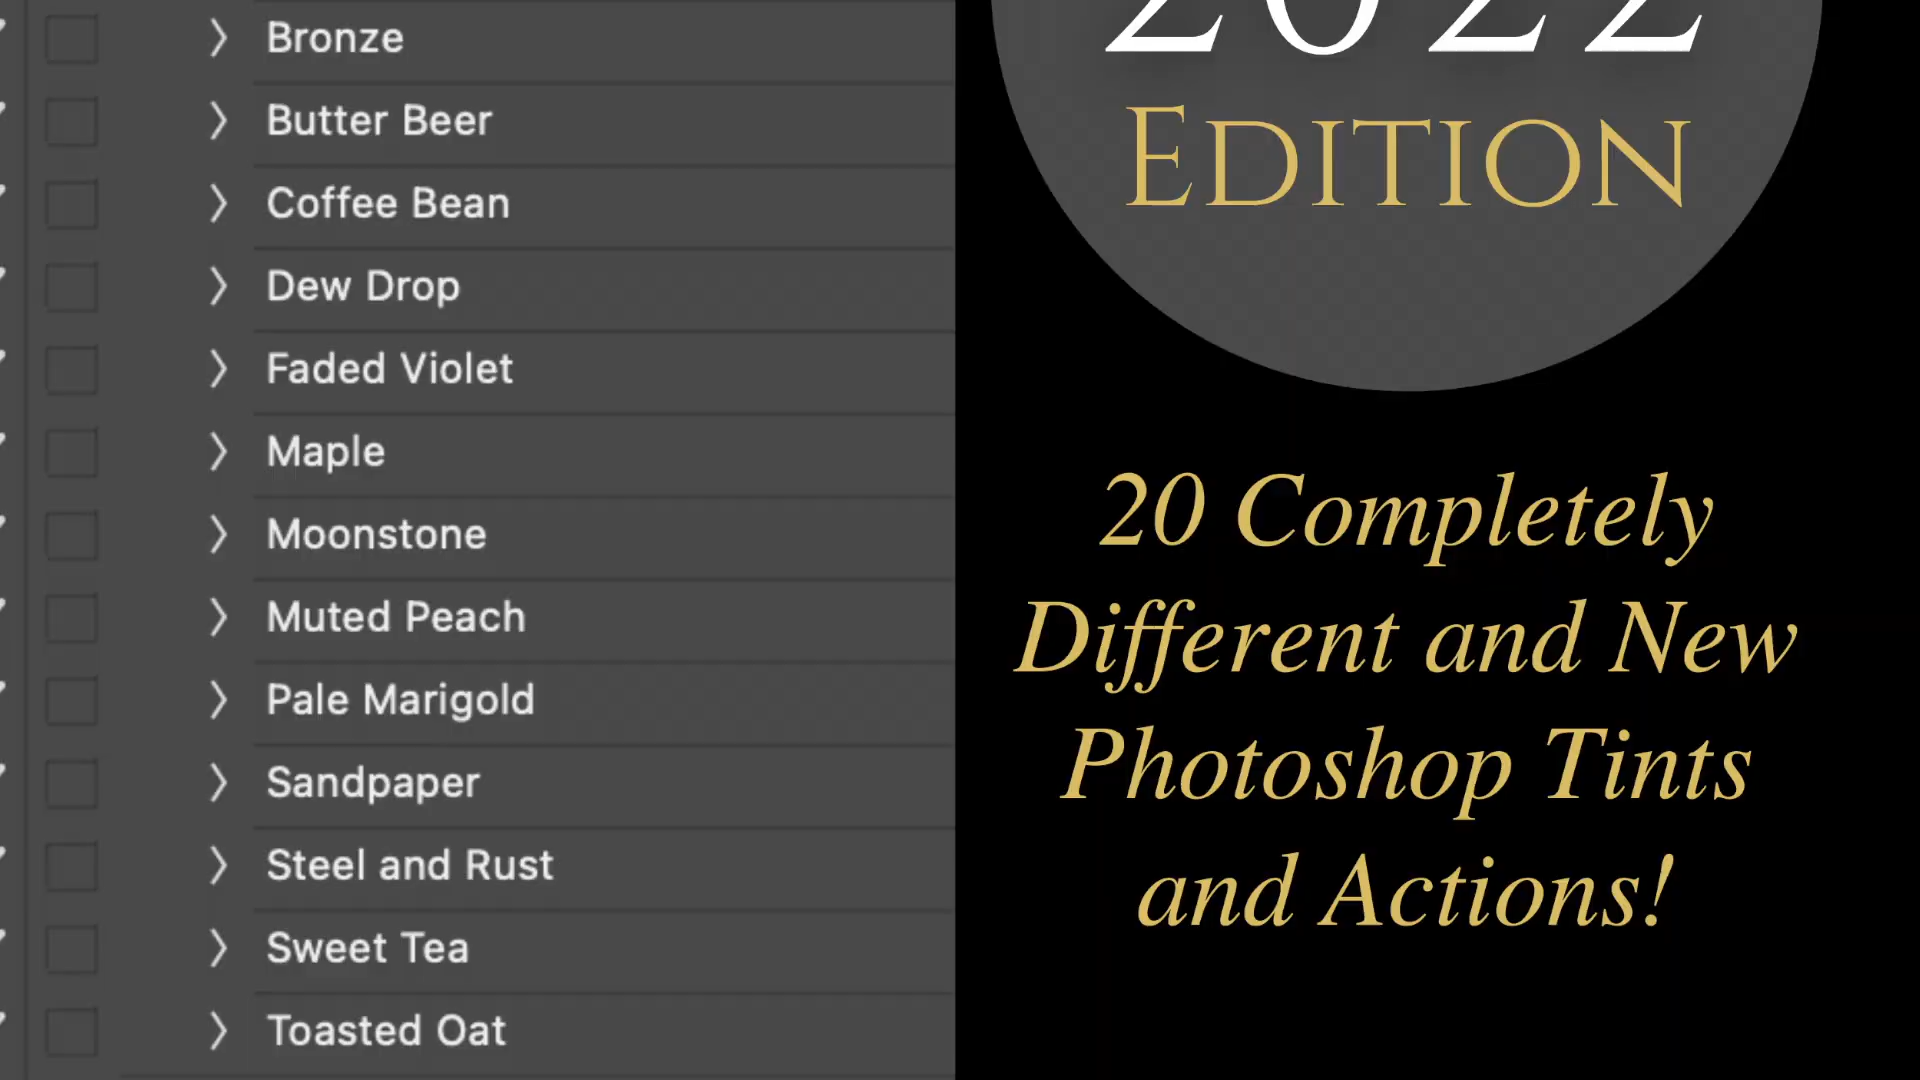 Bronze
Butter Beer
Coffee Bean
Dew Drop
Faded Violet
Maple
Moonstone
Muted Peach
Pale Marigold
Sandpaper
Steel and Rust
Sweet Tea
Toasted Oat
2022
Edition
20 Completely
Different and New
Photoshop Tints
and Actions!